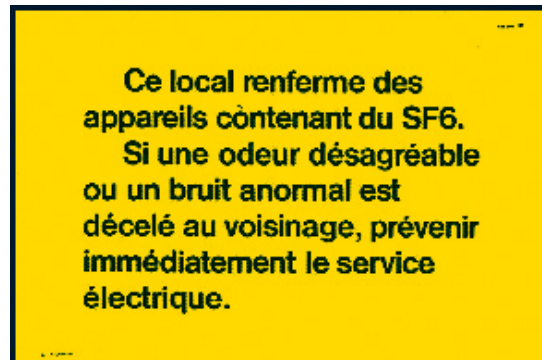 Ce local renferme des
appareils contenant du SF6.
Si une odeur désagréable
ou un bruit anormal est
décelé au voisinage, prévenir
immédiatement le service
électrique.